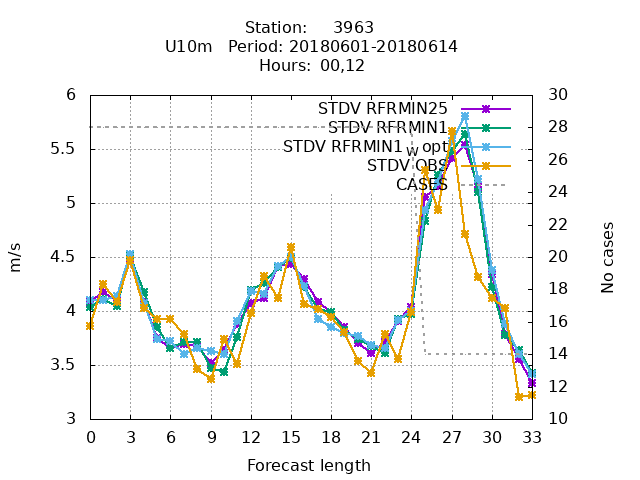 Station:     3963
U10m   Period: 20180601-20180614
Hours:  00,12
STDV RFRMIN25
STDV RFRMIN1
STDV RFRMIN1_W opt
STDV OBS
CASES
6
5.5
5
4.5
4
3.5
3
30
28
26
24
22
20
18
16
14
12
10
m/s
No cases
0 3 6 9 12 15 18 21 24 27 30 33
Forecast length